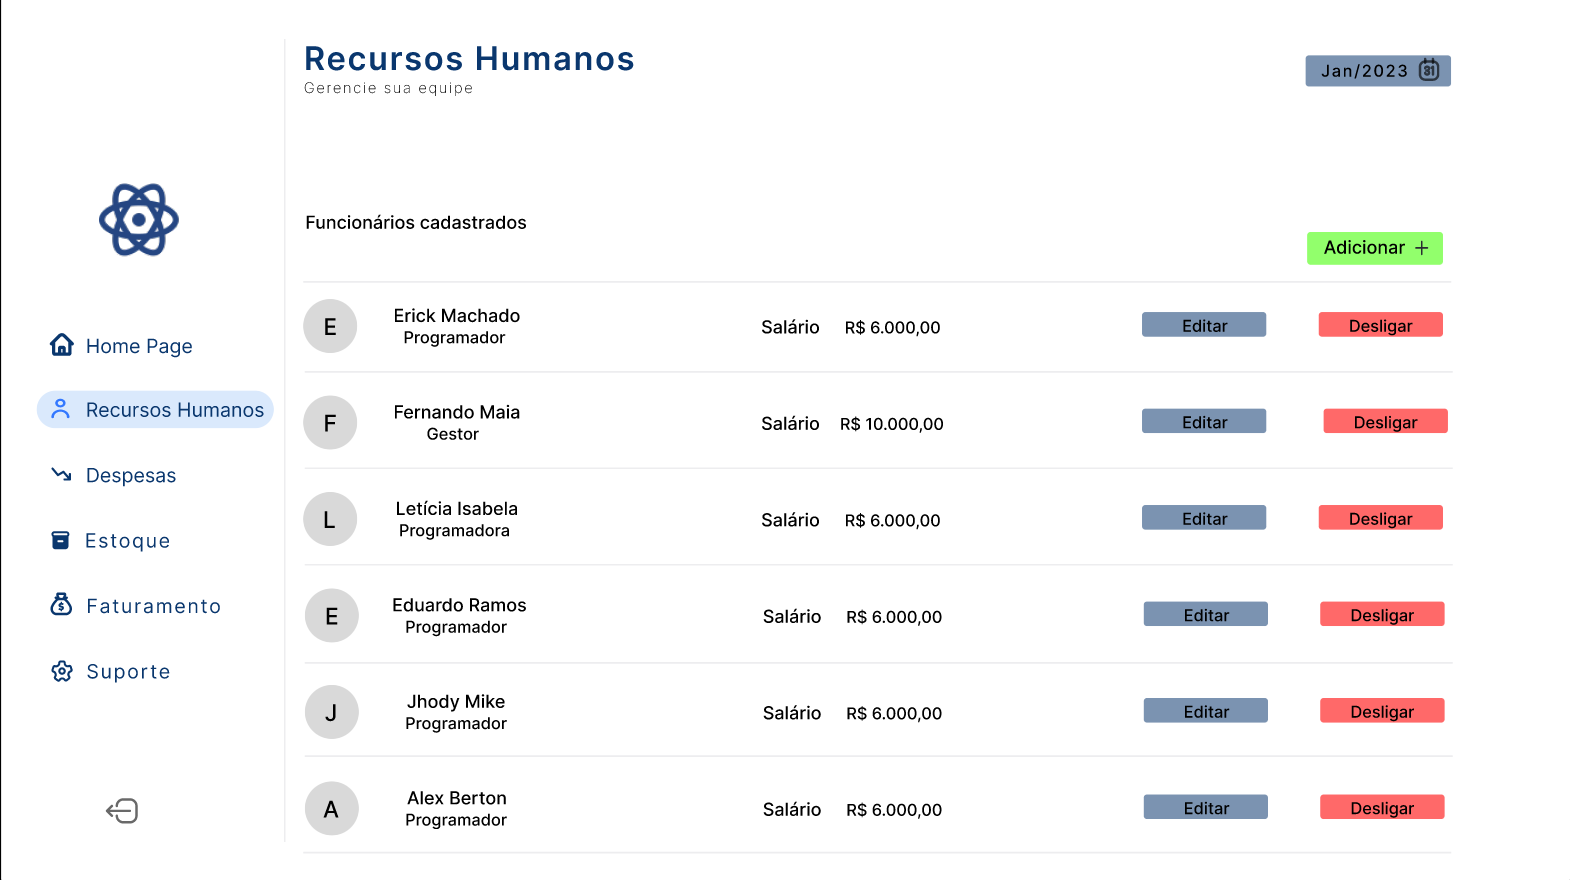 Recursos Humanos
Gerencie sua equipe
Jan/2023 31
Funcionários cadastrados
Adicionar +
Home Page
Recursos Humanos
Despesas
Estoque
Faturamento
Suporte
E
Erick Machado
Programador
Salário R$ 6.000,00
Editar
Desligar
F
Fernando Maia
Gestor
Salário R$ 10.000,00
Editar
Desligar
L
Letícia Isabela
Programadora
Salário R$ 6.000,00
Editar
Desligar
E
Eduardo Ramos
Programador
Salário R$ 6.000,00
Editar
Desligar
J
Jhody Mike
Programador
Salário R$ 6.000,00
Editar
Desligar
A
Alex Berton
Programador
Salário R$ 6.000,00
Editar
Desligar